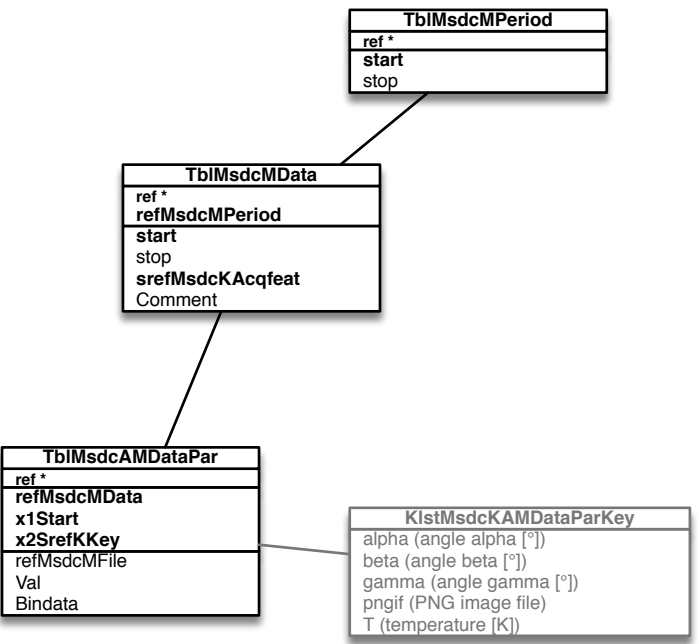 TblMsdcMPeriod
ref *
start
stop
TblMsdcMData
ref *
refMsdcMPeriod
start
stop
srefMsdcKAcqfeat
Comment
TblMsdcAMDataPar
ref *
refMsdcMData
x1Start
x2SrefKKey
refMsdcMFile
Val
Bindata
KlstMsdcKAMDataParKey
alpha (angle alpha [°])
beta (angle beta [°])
gamma (angle gamma [°])
pngif (PNG image file)
T (temperature [K])